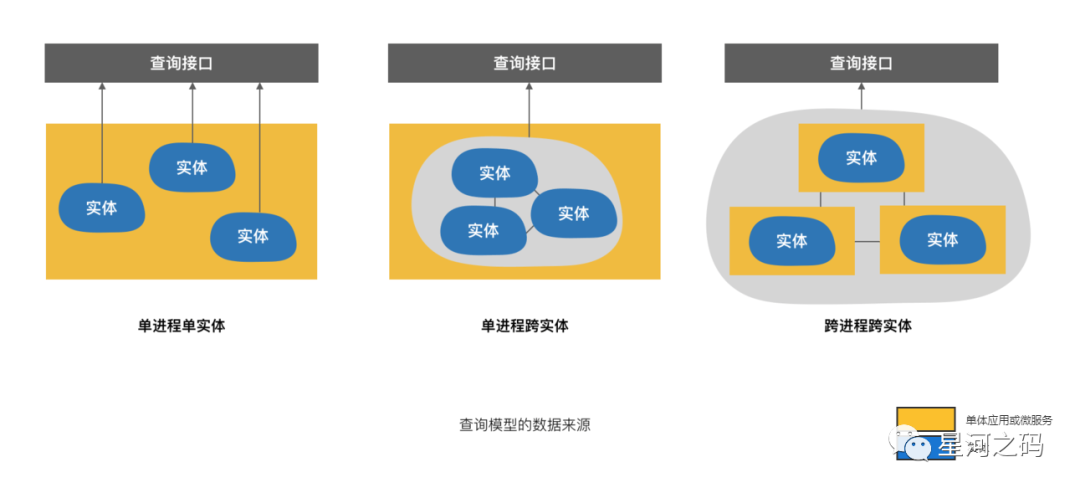 查询接口
查询接口
查询接口
实体
实体
实体
实体
实体
实体
实体
实体
实体
单进程单实体
单进程跨实体
跨进程跨实体
查询模型的数据来源
单体应用或微服务
星河之码